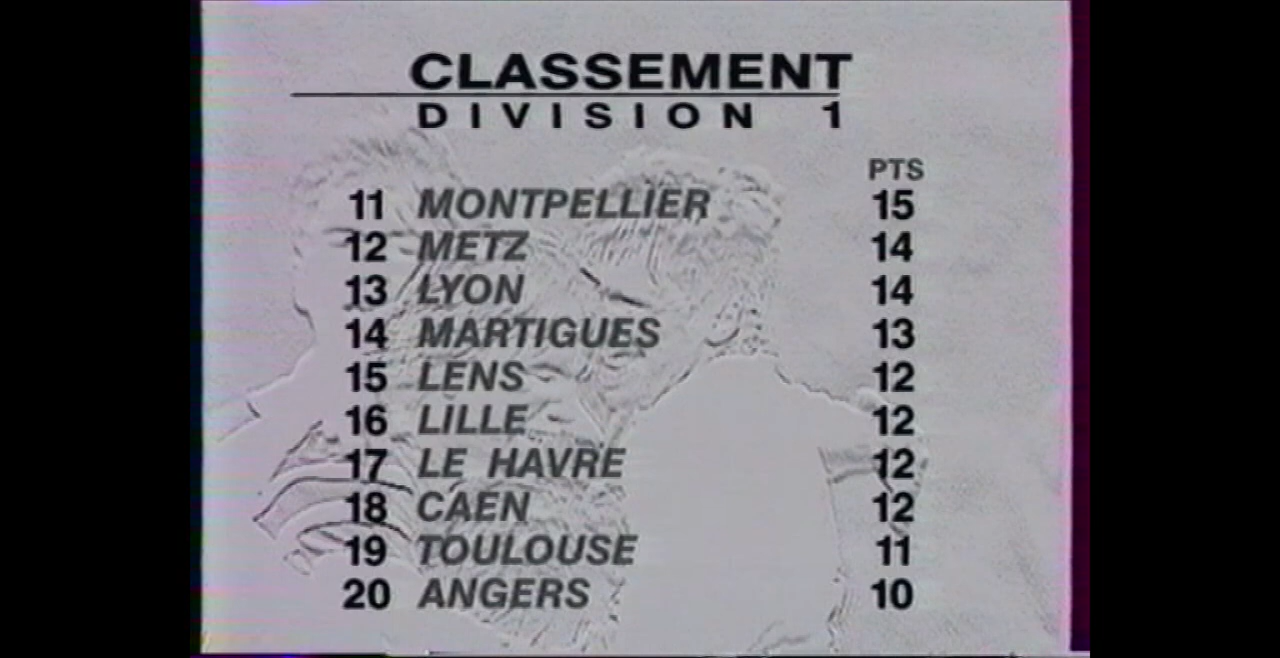 CLASSEMENT
DIVISION 1
PTS
11 MONTPELLIER 15
12 METZ 14
13 LYON 14
14 MARTIGUES 13
15 LENS 12
16 LILLE 12
17 LE HAVRE 12
18 CAEN 12
19 TOULOUSE 11
20 ANGERS 10